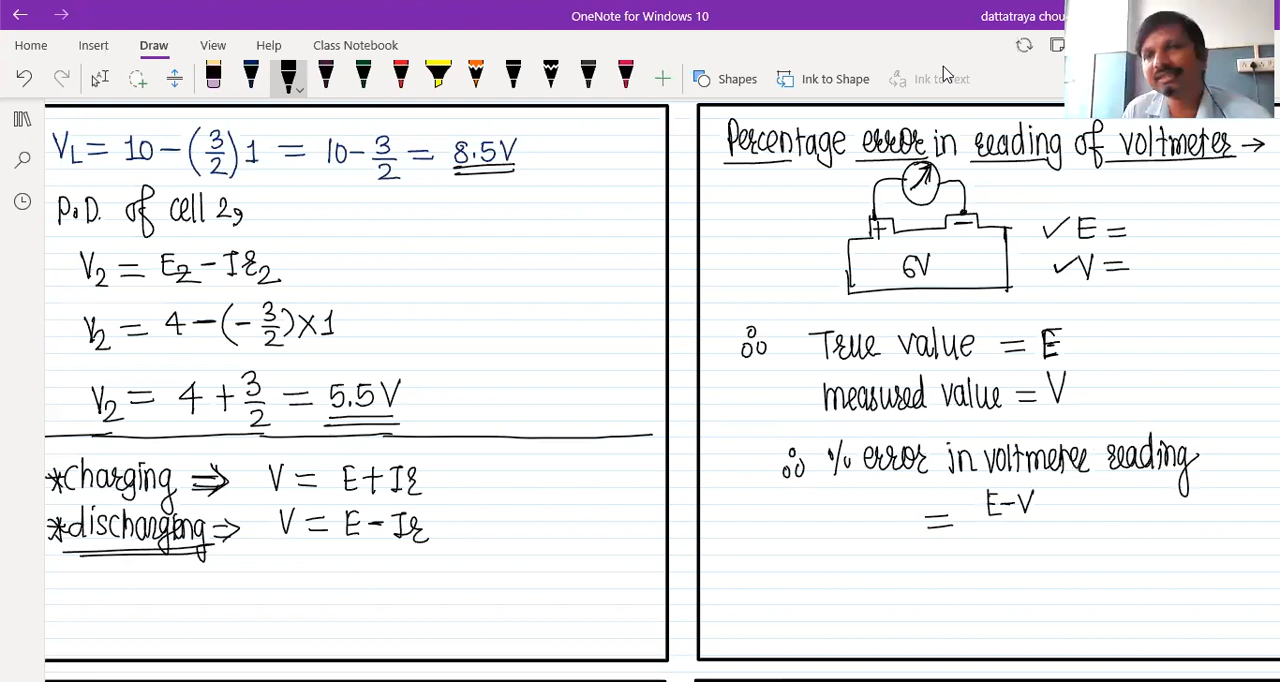 OneNote for Windows 10
dattatraya chou
Home Insert Draw View Help Class Notebook
Shapes Ink to Shape Ink to text
VL = 10 - (3/2) 1 = 10 - 3/2 = 8.5V
P.D. of cell 2,
V2 = E2 - Ir2
V2 = 4 - (- 3/2) × 1
V2 = 4 + 3/2 = 5.5V
*charging ⇒ V = E + Ir
*discharging ⇒ V = E - Ir
Percentage error in reading of voltmeter →
+ −
6V
✓ E =
✓ V =
∴ True value = E
measured value = V
∴ % error in voltmeter reading
= E - V